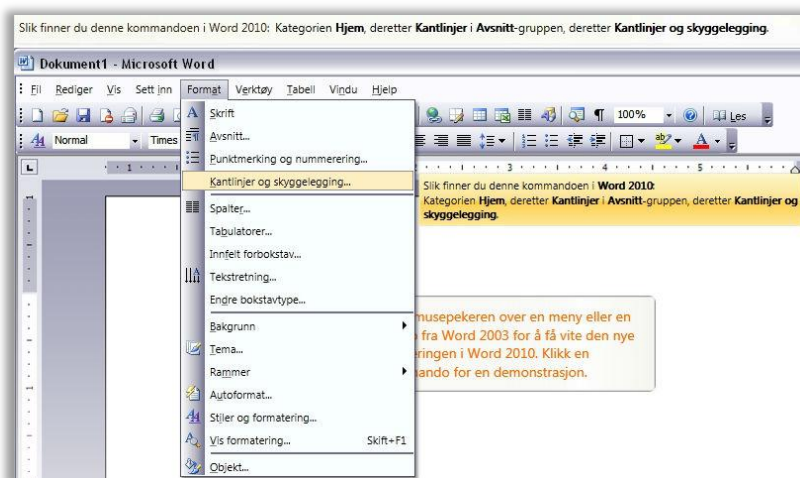 Slik finner du denne kommandoen i Word 2010: Kategorien Hjem, deretter Kantlinjer i Avsnitt-gruppen, deretter Kantlinjer og skyggelegging.
Dokument1 - Microsoft Word
Fil Rediger Vis Sett inn Format Verktøy Tabell Vindu Hjelp
100% Les
Normal Times
1 3 4 5
Skrift
Avsnitt...
Punktmerking og nummerering...
Kantlinjer og skyggelegging...
Spalter...
Tabulatorer...
Innfelt forbokstav...
Tekstretning...
Endre bokstavtype...
Bakgrunn
Tema...
Rammer
Autoformat...
Stiler og formatering...
Vis formatering... Skift+F1
Objekt...
Slik finner du denne kommandoen i Word 2010:
Kategorien Hjem, deretter Kantlinjer i Avsnitt-gruppen, deretter Kantlinjer og
skyggelegging.
musepekeren over en meny eller en
fra Word 2003 for å få vite den nye
eringen i Word 2010. Klikk en
ando for en demonstrasjon.